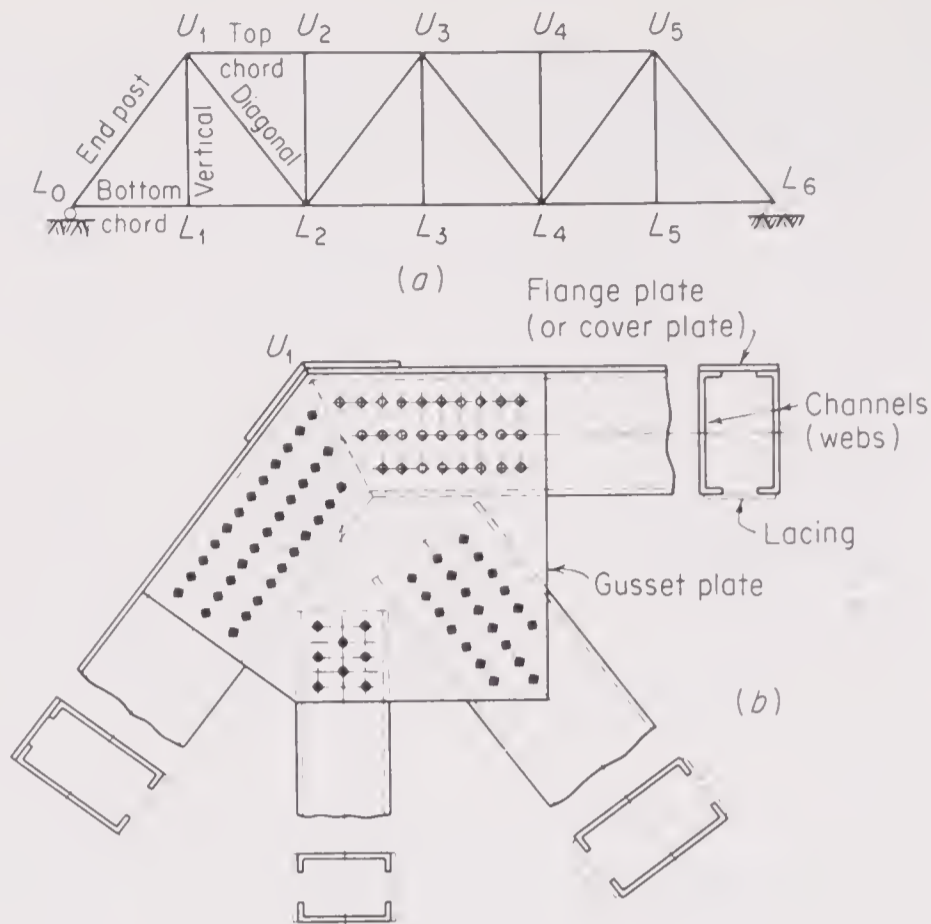 U₁ Top U₂ U₃ U₄ U₅
chord
End post
Vertical
Diagonal
L₀ Bottom L₆
chord L₁ L₂ L₃ L₄ L₅
(a)
Flange plate
(or cover plate)
U₁
Channels
(webs)
Lacing
Gusset plate
(b)